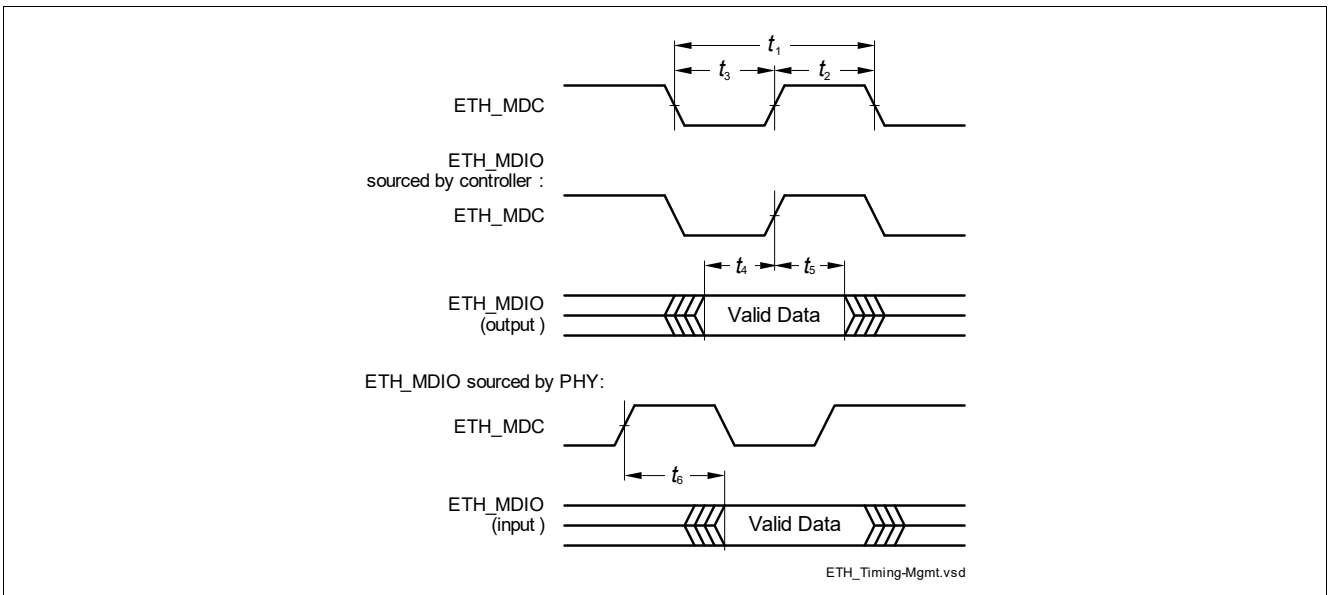 t1
t3
t2
ETH_MDC
ETH_MDIO
sourced by controller :
ETH_MDC
t4
t5
ETH_MDIO
(output )
Valid Data
ETH_MDIO sourced by PHY:
ETH_MDC
t6
ETH_MDIO
(input )
Valid Data
ETH_Timing-Mgmt.vsd